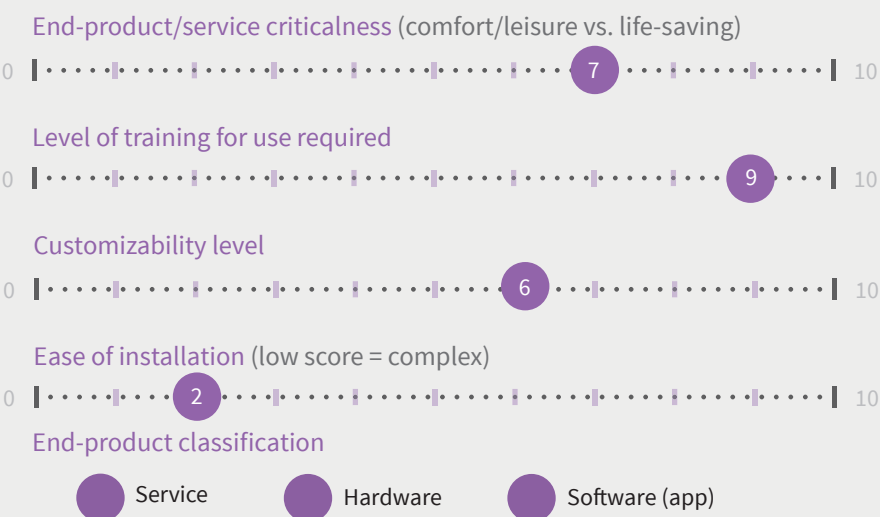 End-product/service criticalness (comfort/leisure vs. life-saving)
0 7 10
Level of training for use required
0 9 10
Customizability level
0 6 10
Ease of installation (low score = complex)
0 2 10
End-product classification
Service Hardware Software (app)